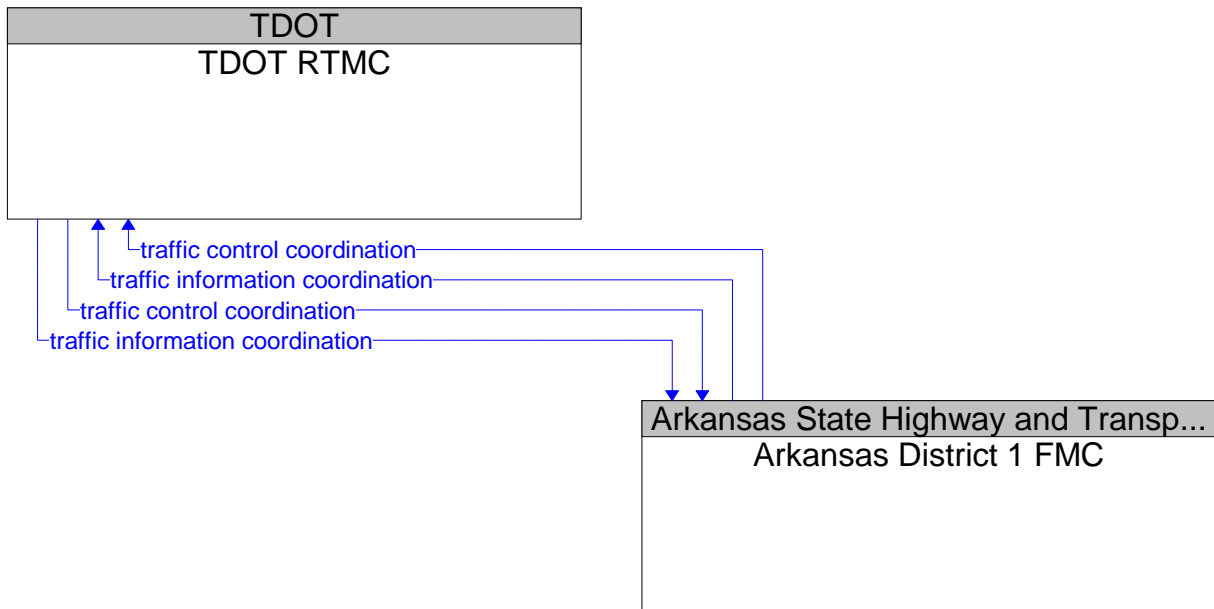 TDOT
TDOT RTMC
traffic control coordination
traffic information coordination
traffic control coordination
traffic information coordination
Arkansas State Highway and Transp...
Arkansas District 1 FMC